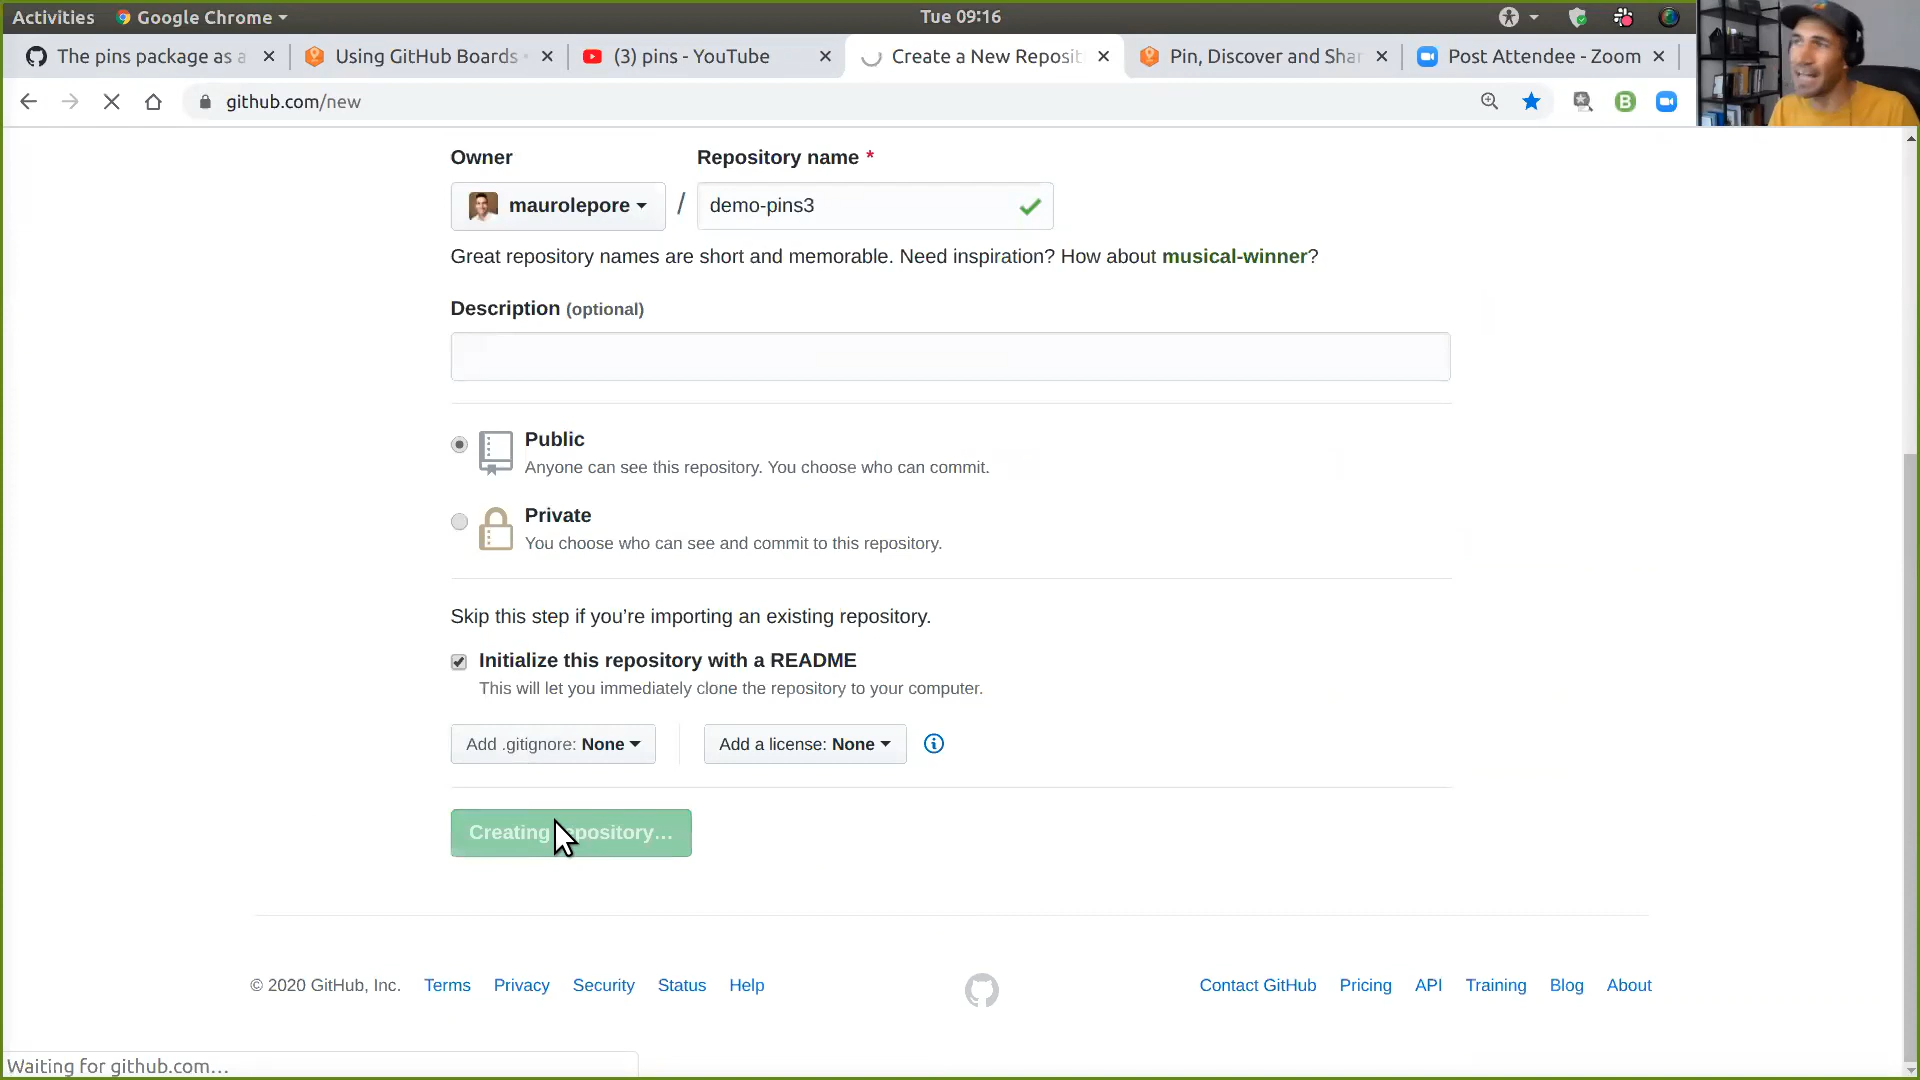 Activities Google Chrome Tue 09:16
The pins package as a Using GitHub Boards (3) pins - YouTube Create a New Reposit Pin, Discover and Shar Post Attendee - Zoom
github.com/new B
Owner Repository name *
maurolepore / demo-pins3
Great repository names are short and memorable. Need inspiration? How about musical-winner?
Description (optional)
Public
Anyone can see this repository. You choose who can commit.
Private
You choose who can see and commit to this repository.
Skip this step if you’re importing an existing repository.
Initialize this repository with a README
This will let you immediately clone the repository to your computer.
Add .gitignore: None Add a license: None
Creating repository…
© 2020 GitHub, Inc. Terms Privacy Security Status Help Contact GitHub Pricing API Training Blog About
Waiting for github.com…